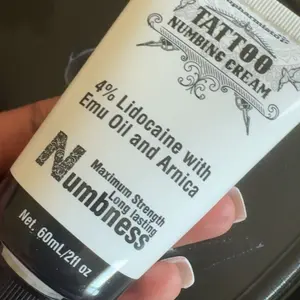 TATTOO
NUMBING CREAM
4% Lidocaine with
Emu Oil and Arnica
Maximum Strength
Long lasting
Numbness
Net. 60mL/2fl oz